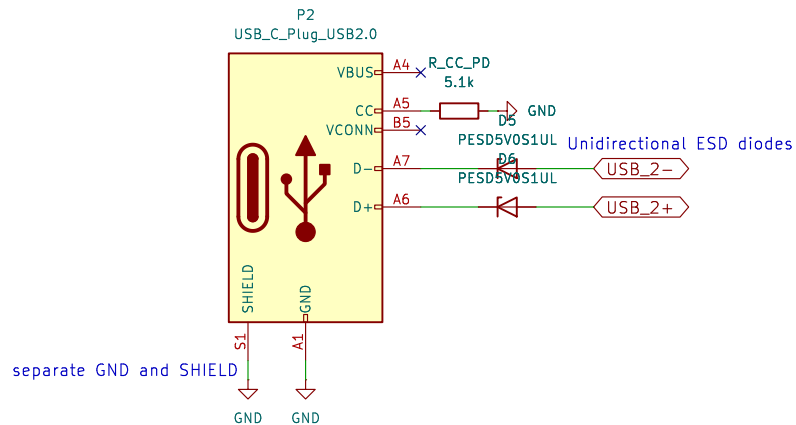 P2
USB_C_Plug_USB2.0
VBUS
A4
R_CC_PD
5.1k
CC
A5
GND
D5
VCONN
B5
PESD5V0S1UL
Unidirectional ESD diodes
D6
D-
A7
USB_2-
PESD5V0S1UL
D+
A6
USB_2+
SHIELD
GND
S1
A1
separate GND and SHIELD
GND
GND